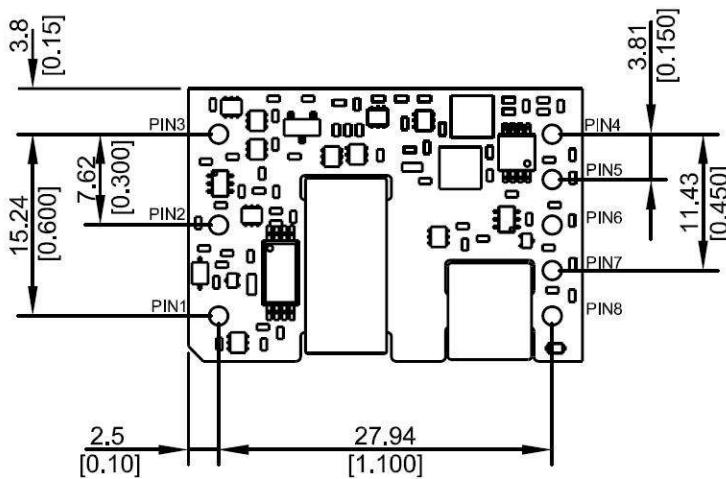 3.8
[0.15]
3.81
[0.150]
PIN3
PIN4
7.62
[0.300]
PIN5
15.24
[0.600]
11.43
[0.450]
PIN2
PIN6
PIN7
PIN1
PIN8
2.5
[0.10]
27.94
[1.100]